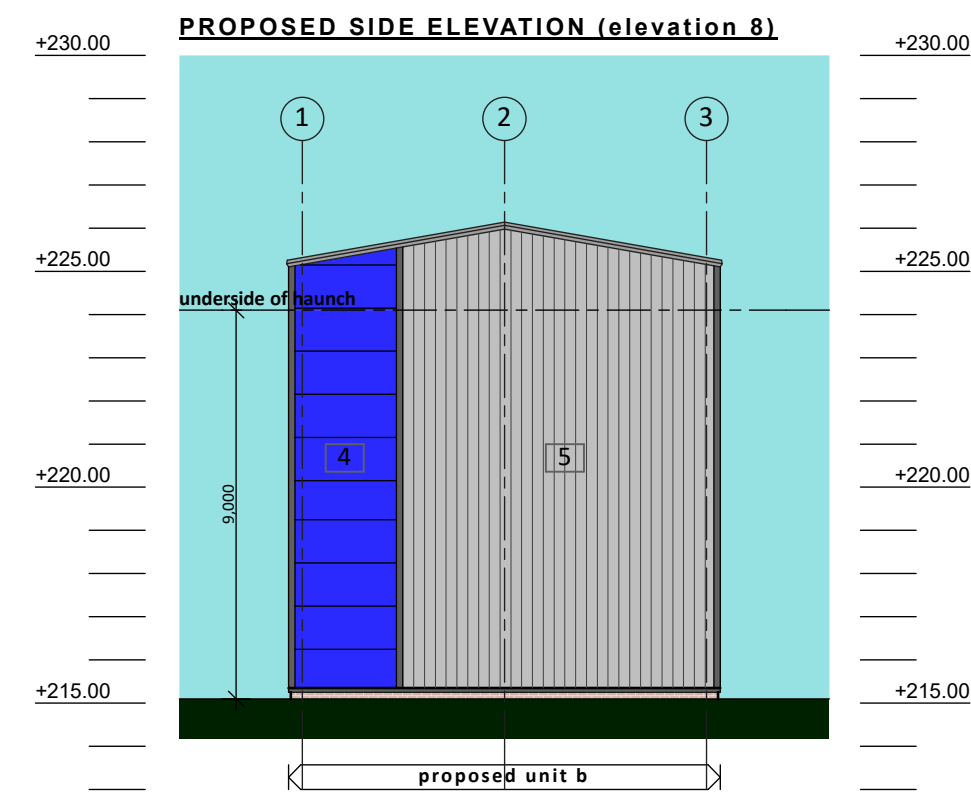 PROPOSED SIDE ELEVATION (elevation 8)
+230.00 +230.00
1 2 3
+225.00 +225.00
underside of haunch
4 5
+220.00 +220.00
9,000
+215.00 +215.00
proposed unit b